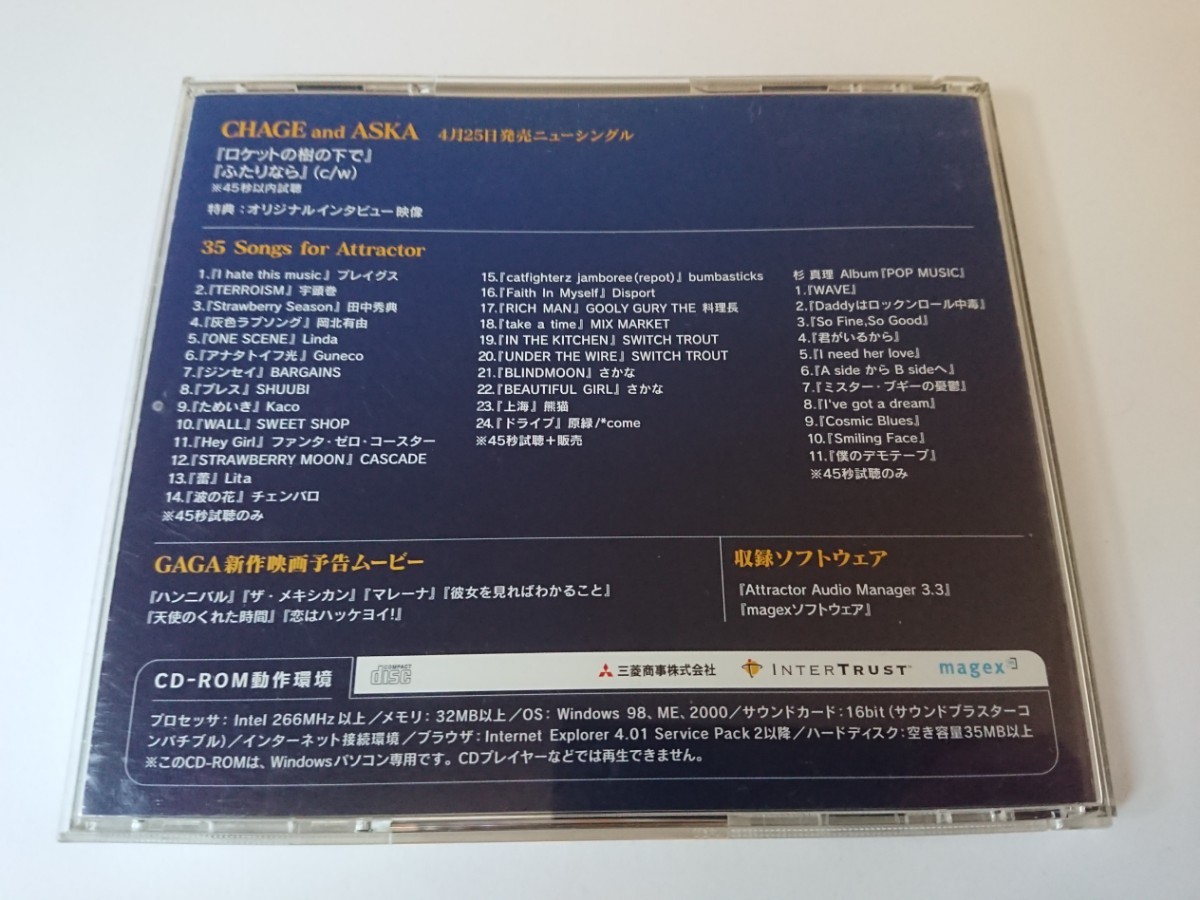 CHAGE and ASKA 4月25日発売ニューシングル
『ロケットの樹の下で』
『ふたりなら』(c/w)
※45秒以内試聴
特典:オリジナルインタビュー映像
35 Songs for Attractor
1.『I hate this music』プレイグス
2.『TERROISM』宇頭巻
3.『Strawberry Season』田中秀典
4.『灰色ラブソング』岡北有由
5.『ONE SCENE』Linda
6.『アナタトイフ光』Guneco
7.『ジンセイ』BARGAINS
8.『ブレス』SHUUBI
9.『ためいき』Kaco
10.『WALL』SWEET SHOP
11.『Hey Girl』ファンタ・ゼロ・コースター
12.『STRAWBERRY MOON』CASCADE
13.『蕾』Lita
14.『波の花』チェンバロ
※45秒試聴のみ
15.『catfighterz jamboree(repot)』bumbasticks
16.『Faith In Myself』Disport
17.『RICH MAN』GOOLY GURY THE 料理長
18.『take a time』MIX MARKET
19.『IN THE KITCHEN』SWITCH TROUT
20.『UNDER THE WIRE』SWITCH TROUT
21.『BLINDMOON』さかな
22.『BEAUTIFUL GIRL』さかな
23.『上海』熊猫
24.『ドライブ』原緑/*come
※45秒試聴+販売
杉 真理 Album『POP MUSIC』
1.『WAVE』
2.『Daddyはロックンロール中毒』
3.『So Fine,So Good』
4.『君がいるから』
5.『I need her love』
6.『A side から B sideへ』
7.『ミスター・ブギーの憂鬱』
8.『I've got a dream』
9.『Cosmic Blues』
10.『Smiling Face』
11.『僕のデモテープ』
※45秒試聴のみ
GAGA新作映画予告ムービー
『ハンニバル』『ザ・メキシカン』『マレーナ』『彼女を見ればわかること』
『天使のくれた時間』『恋はハッケヨイ!』
収録ソフトウェア
『Attractor Audio Manager 3.3』
『magexソフトウェア』
CD-ROM動作環境
COMPACT disc
三菱商事株式会社
INTERTRUST
magex
プロセッサ:Intel 266MHz以上/メモリ:32MB以上/OS:Windows 98、ME、2000/サウンドカード:16bit(サウンドブラスターコ
ンパチブル)/インターネット接続環境/ブラウザ:Internet Explorer 4.01 Service Pack 2以降/ハードディスク:空き容量35MB以上
※このCD-ROMは、Windowsパソコン専用です。CDプレイヤーなどでは再生できません。